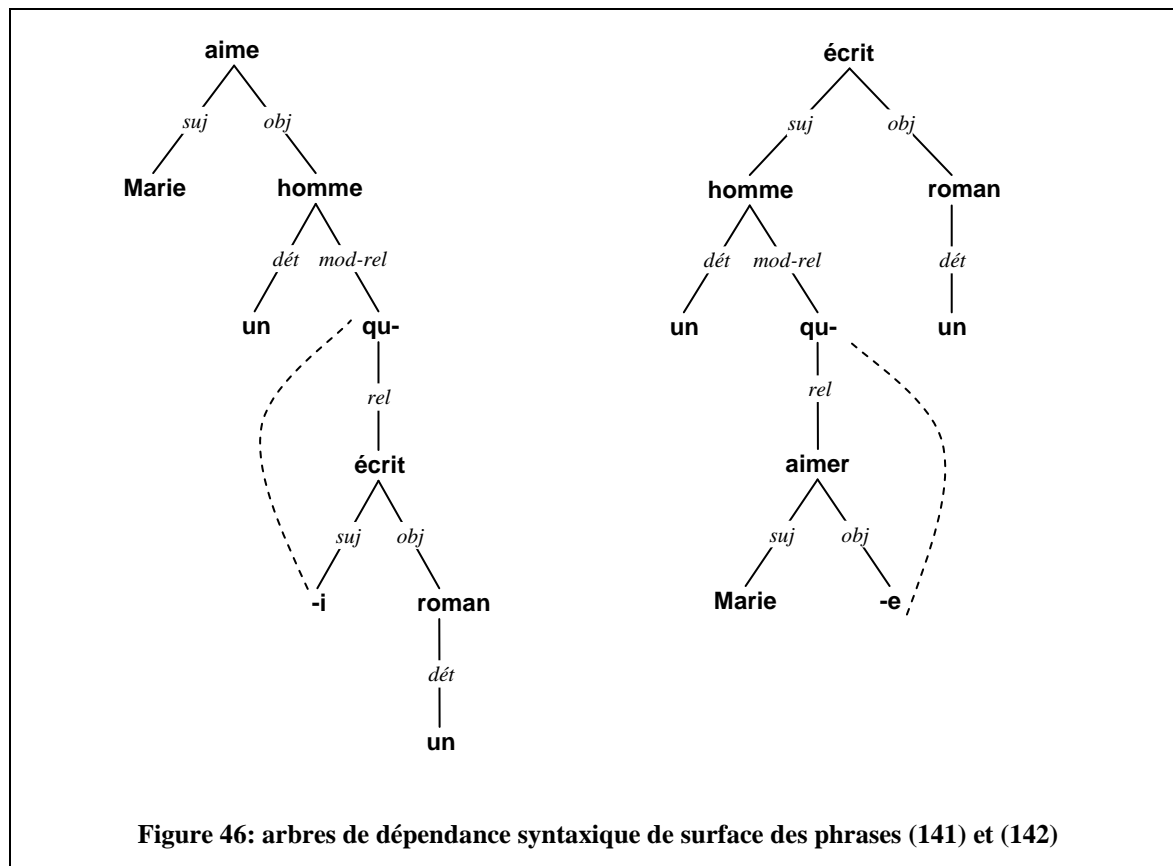 aime
suj obj
Marie homme
dét mod-rel
un qu-
rel
écrit
suj obj
-i roman
dét
un
écrit
suj obj
homme roman
dét mod-rel dét
un qu- un
rel
aimer
suj obj
Marie -e
Figure 46: arbres de dépendance syntaxique de surface des phrases (141) et (142)